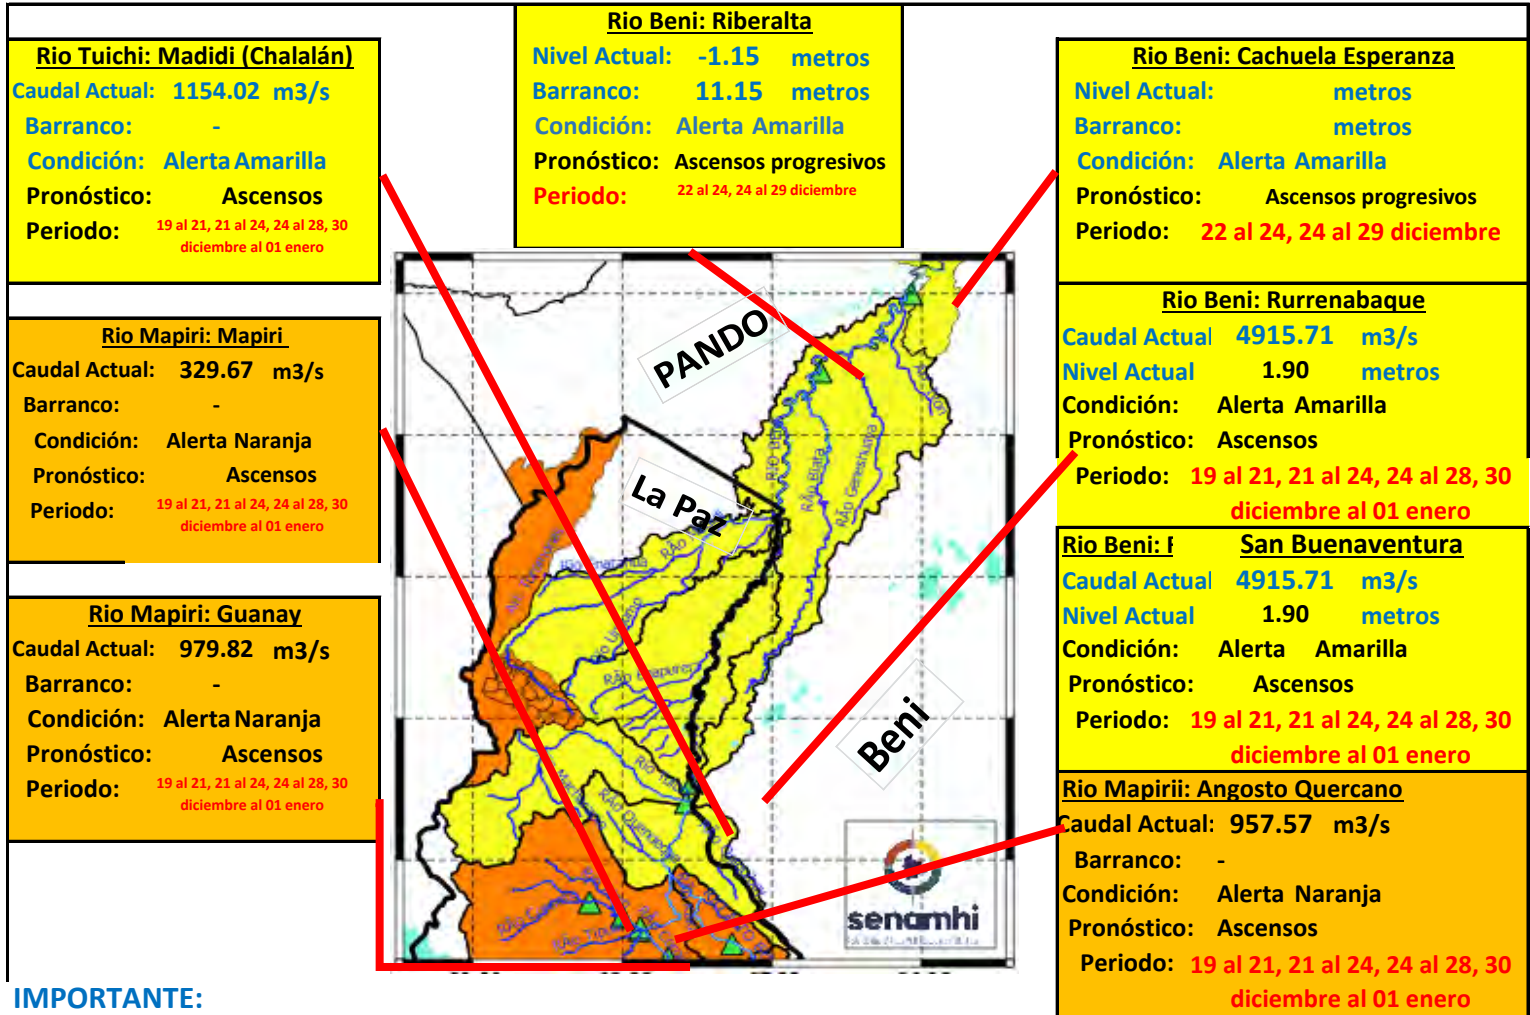 Rio Tuichi: Madidi (Chalalán)
Caudal Actual: 1154.02 m3/s
Barranco: -
Condición: Alerta Amarilla
Pronóstico: Ascensos
Periodo: 19 al 21, 21 al 24, 24 al 28, 30
diciembre al 01 enero
Rio Mapiri: Mapiri
Caudal Actual: 329.67 m3/s
Barranco: -
Condición: Alerta Naranja
Pronóstico: Ascensos
Periodo: 19 al 21, 21 al 24, 24 al 28, 30
diciembre al 01 enero
Rio Mapiri: Guanay
Caudal Actual: 979.82 m3/s
Barranco: -
Condición: Alerta Naranja
Pronóstico: Ascensos
Periodo: 19 al 21, 21 al 24, 24 al 28, 30
diciembre al 01 enero
Rio Beni: Riberalta
Nivel Actual: -1.15 metros
Barranco: 11.15 metros
Condición: Alerta Amarilla
Pronóstico: Ascensos progresivos
Periodo: 22 al 24, 24 al 29 diciembre
PANDO
La Paz
Beni
RÃo Biata
RÃo Geneshuaya
senamhi
Rio Beni: Cachuela Esperanza
Nivel Actual: metros
Barranco: metros
Condición: Alerta Amarilla
Pronóstico: Ascensos progresivos
Periodo: 22 al 24, 24 al 29 diciembre
Rio Beni: Rurrenabaque
Caudal Actual 4915.71 m3/s
Nivel Actual 1.90 metros
Condición: Alerta Amarilla
Pronóstico: Ascensos
Periodo: 19 al 21, 21 al 24, 24 al 28, 30
diciembre al 01 enero
Rio Beni: San Buenaventura
Caudal Actual 4915.71 m3/s
Nivel Actual 1.90 metros
Condición: Alerta Amarilla
Pronóstico: Ascensos
Periodo: 19 al 21, 21 al 24, 24 al 28, 30
diciembre al 01 enero
Rio Mapirii: Angosto Quercano
Caudal Actual: 957.57 m3/s
Barranco: -
Condición: Alerta Naranja
Pronóstico: Ascensos
Periodo: 19 al 21, 21 al 24, 24 al 28, 30
diciembre al 01 enero
IMPORTANTE: